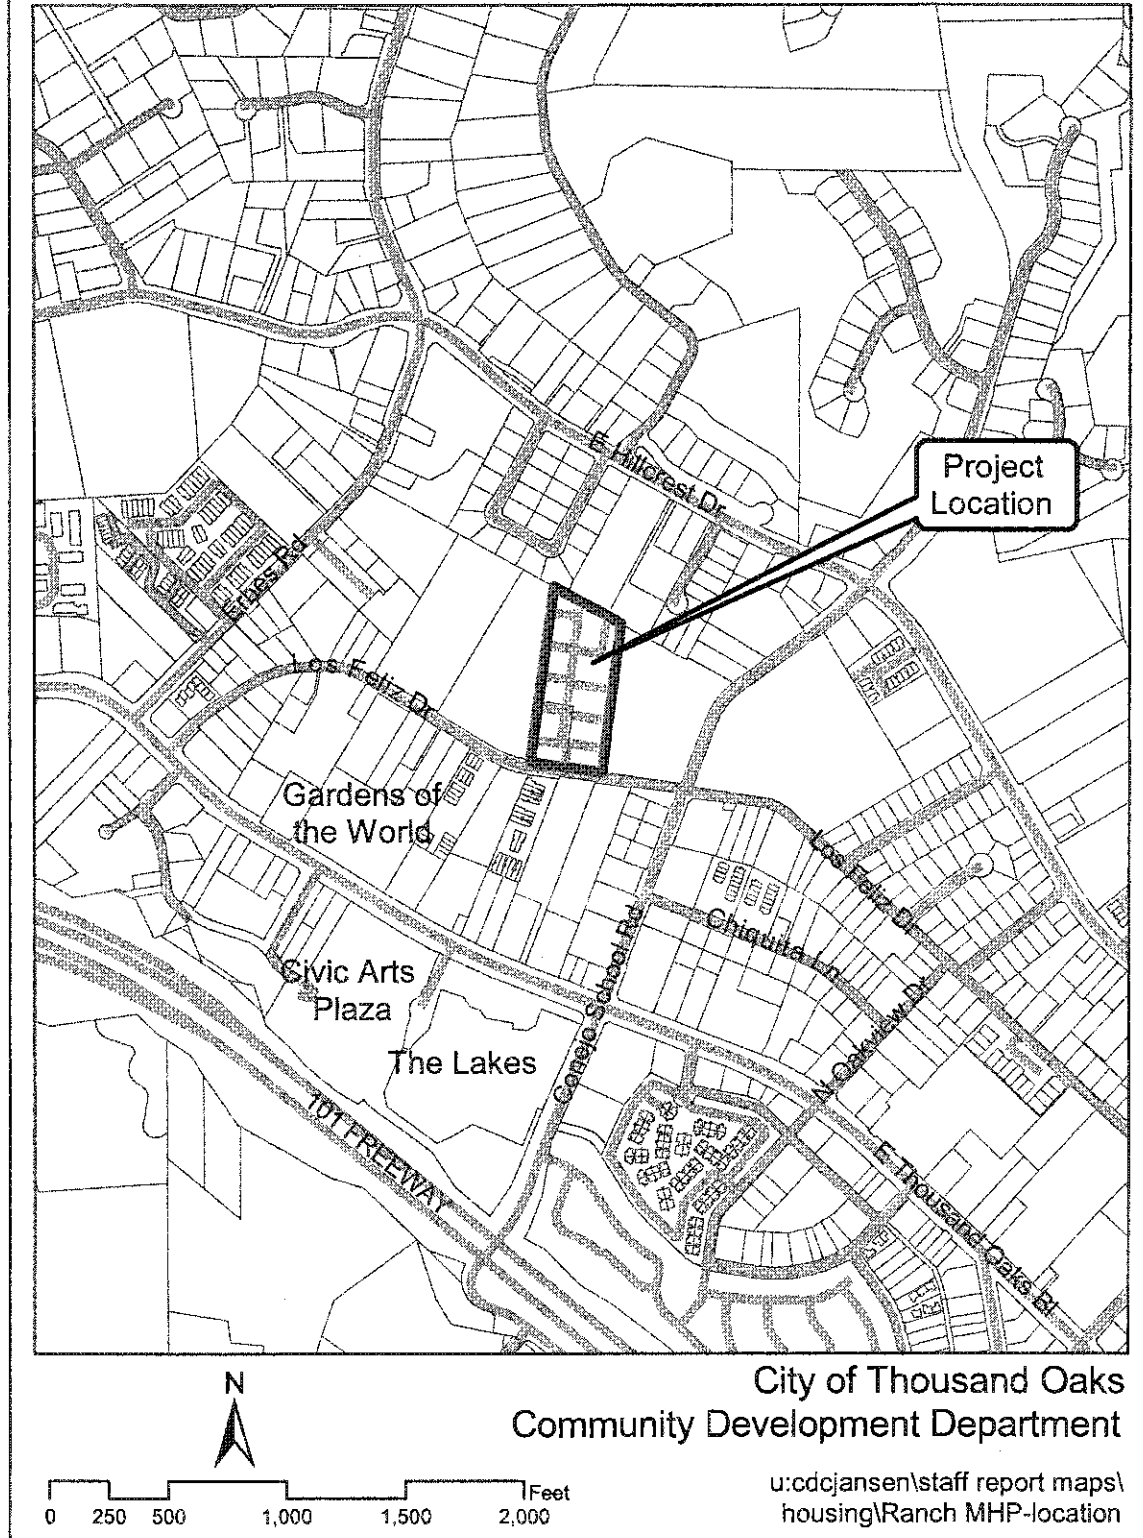 E Hillcrest Dr
Project
Location
Erbes Rd
Los Feliz Dr
Gardens of
the World
Los Feliz Dr
Chiquita Ln
Conejo School Rd
Civic Arts
Plaza
The Lakes
N Oakview Dr
101 FREEWAY
E Thousand Oaks Bl
N
City of Thousand Oaks
Community Development Department
Feet
0 250 500 1,000 1,500 2,000
u:cdcjansen\staff report maps\
housing\Ranch MHP-location